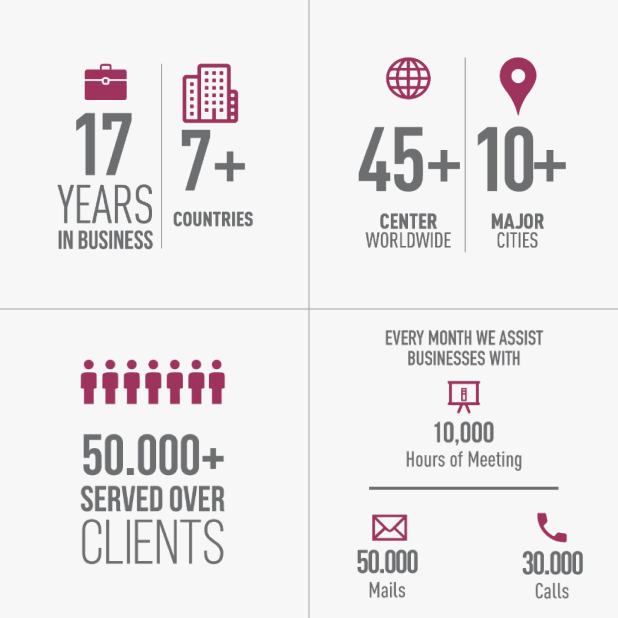 17
YEARS
IN BUSINESS
7+
COUNTRIES
45+
CENTER
WORLDWIDE
10+
MAJOR
CITIES
50.000+
SERVED OVER
CLIENTS
EVERY MONTH WE ASSIST
BUSINESSES WITH
10,000
Hours of Meeting
50.000
Mails
30.000
Calls